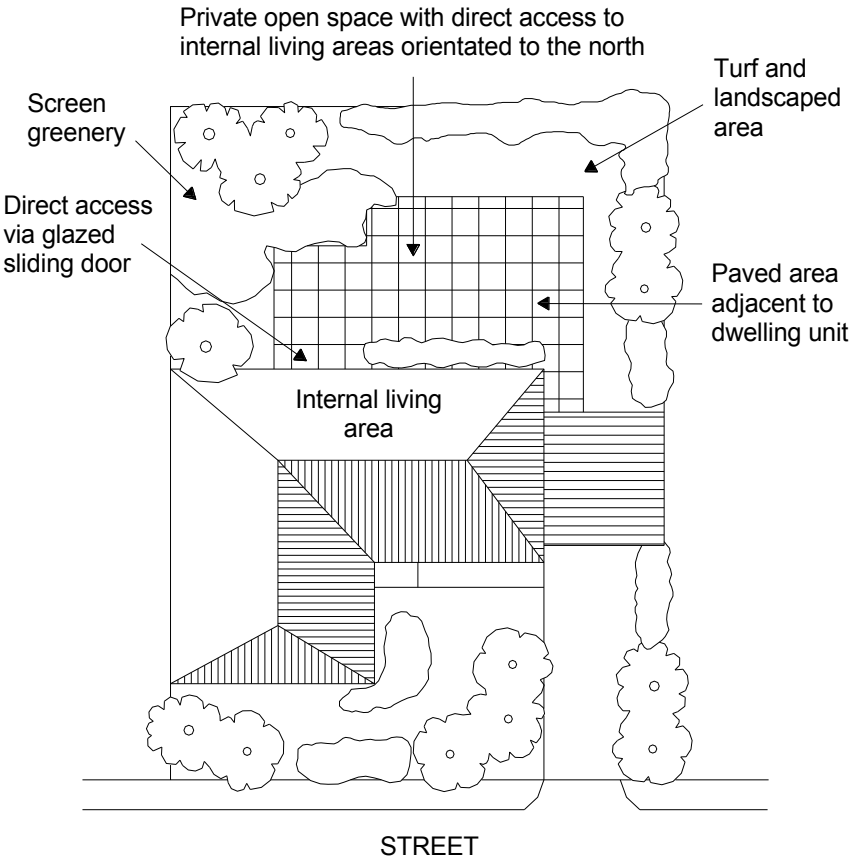 Private open space with direct access to
internal living areas orientated to the north
Turf and
landscaped
area
Screen
greenery
Direct access
via glazed
sliding door
Paved area
adjacent to
dwelling unit
Internal living
area
STREET